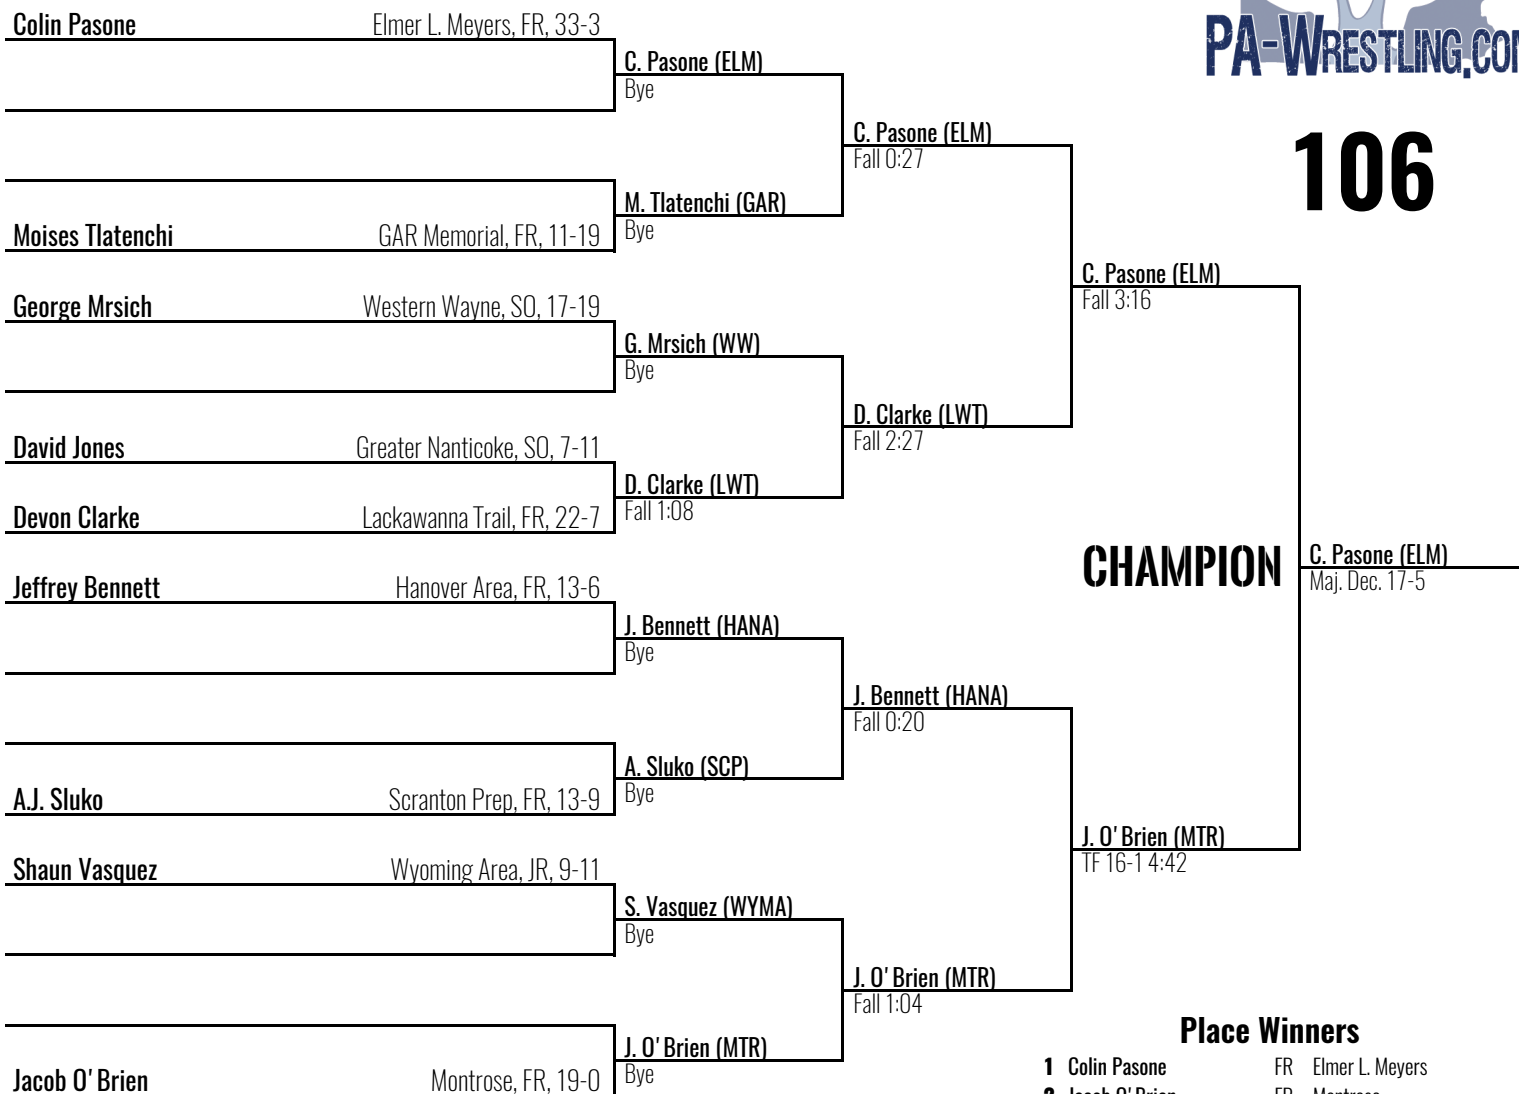 Colin Pasone Elmer L. Meyers, FR, 33-3
C. Pasone (ELM)
Bye
C. Pasone (ELM)
Fall 0:27
M. Tlatenchi (GAR)
Bye
Moises Tlatenchi GAR Memorial, FR, 11-19
C. Pasone (ELM)
Fall 3:16
George Mrsich Western Wayne, SO, 17-19
G. Mrsich (WW)
Bye
D. Clarke (LWT)
Fall 2:27
David Jones Greater Nanticoke, SO, 7-11
D. Clarke (LWT)
Fall 1:08
Devon Clarke Lackawanna Trail, FR, 22-7
PA-WRESTLING.COM
106
CHAMPION
C. Pasone (ELM)
Maj. Dec. 17-5
Jeffrey Bennett Hanover Area, FR, 13-6
J. Bennett (HANA)
Bye
J. Bennett (HANA)
Fall 0:20
A. Sluko (SCP)
Bye
A.J. Sluko Scranton Prep, FR, 13-9
J. O'Brien (MTR)
TF 16-1 4:42
Shaun Vasquez Wyoming Area, JR, 9-11
S. Vasquez (WYMA)
Bye
J. O'Brien (MTR)
Fall 1:04
J. O'Brien (MTR)
Bye
Jacob O'Brien Montrose, FR, 19-0
Place Winners
1 Colin Pasone FR Elmer L. Meyers
2 Jacob O'Brien FR Montrose